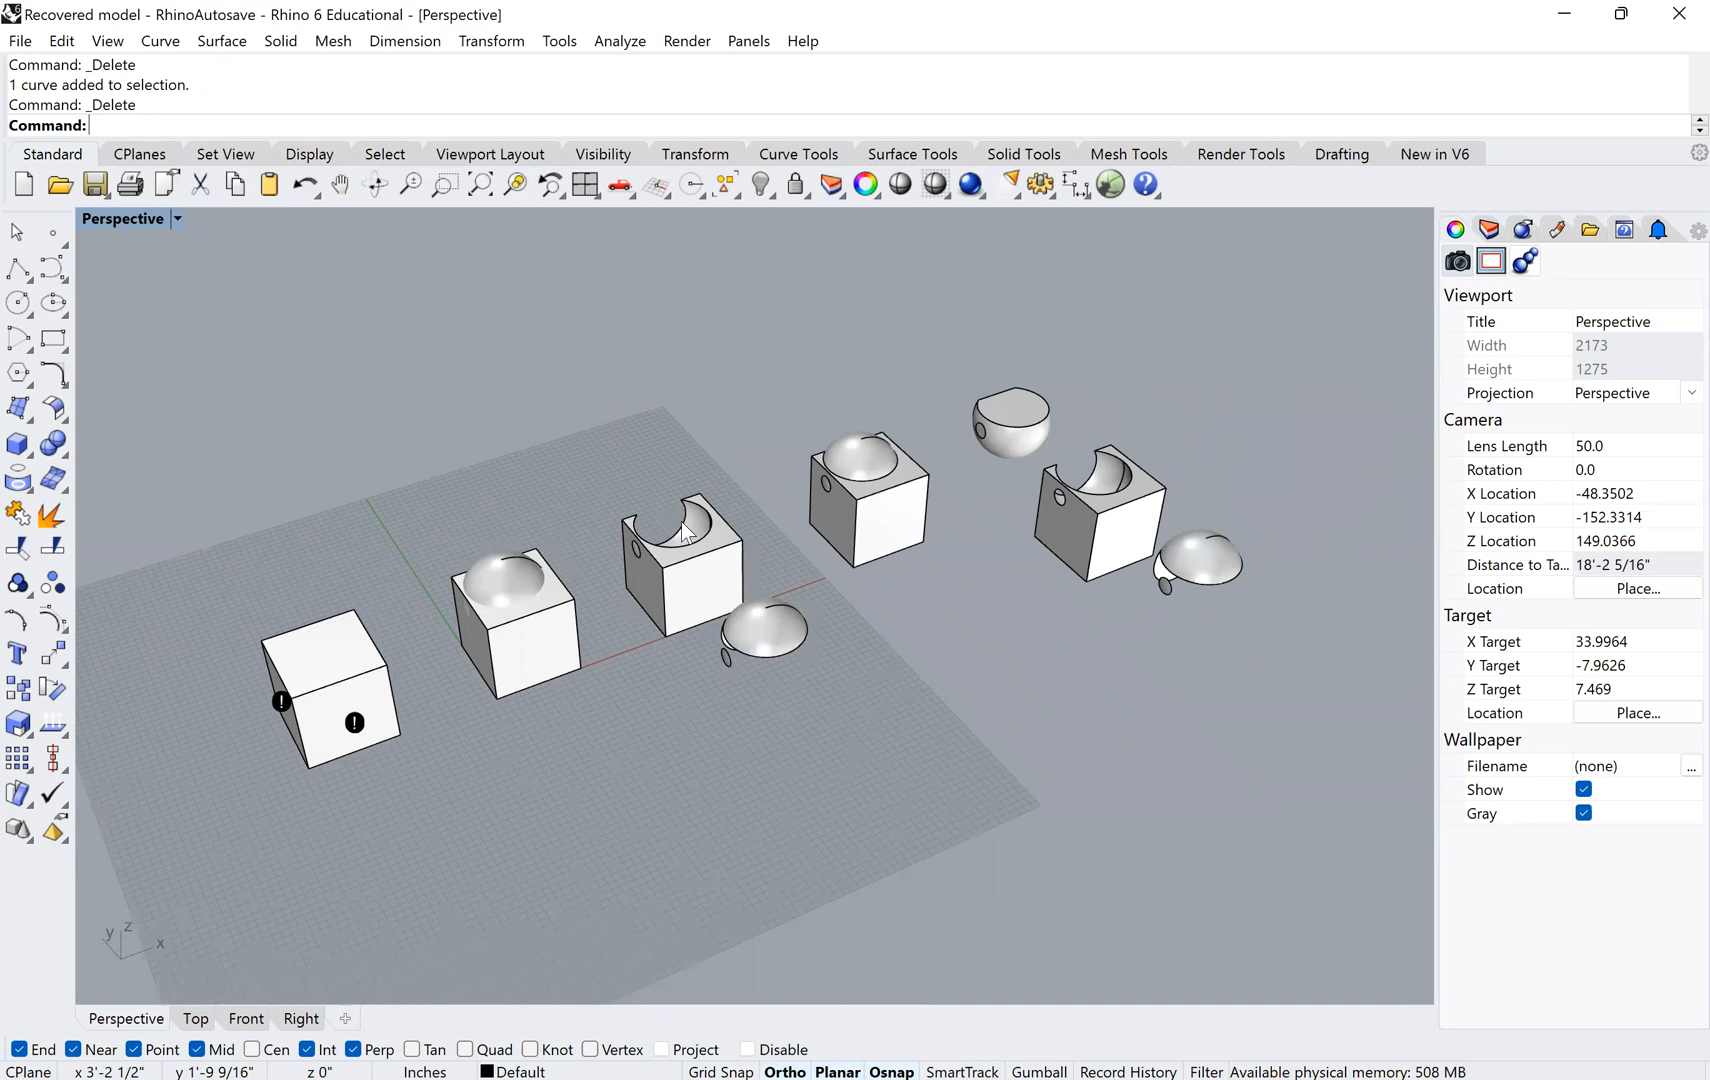 Recovered model - RhinoAutosave - Rhino 6 Educational - [Perspective]
File Edit View Curve Surface Solid Mesh Dimension Transform Tools Analyze Render Panels Help
Command: _Delete
1 curve added to selection.
Command: _Delete
Command:
Standard CPlanes Set View Display Select Viewport Layout Visibility Transform Curve Tools Surface Tools Solid Tools Mesh Tools Render Tools Drafting New in V6
Perspective
Viewport
Title Perspective
Width 2173
Height 1275
Projection Perspective
Camera
Lens Length 50.0
Rotation 0.0
X Location -48.3502
Y Location -152.3314
Z Location 149.0366
Distance to Ta... 18'-2 5/16"
Location Place...
Target
X Target 33.9964
Y Target -7.9626
Z Target 7.469
Location Place...
Wallpaper
Filename (none) ...
Show
Gray
y z x
Perspective Top Front Right
End Near Point Mid Cen Int Perp Tan Quad Knot Vertex Project Disable
CPlane x 3'-2 1/2" y 1'-9 9/16" z 0" Inches Default Grid Snap Ortho Planar Osnap SmartTrack Gumball Record History Filter Available physical memory: 508 MB